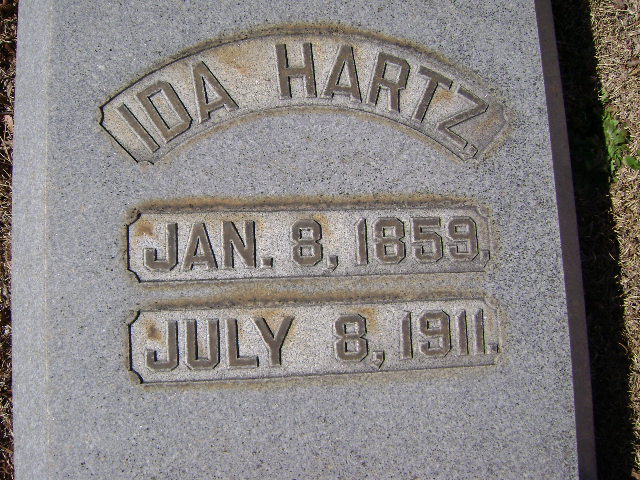 IDA HARTZ,
JAN. 8, 1859.
JULY 8, 1911.